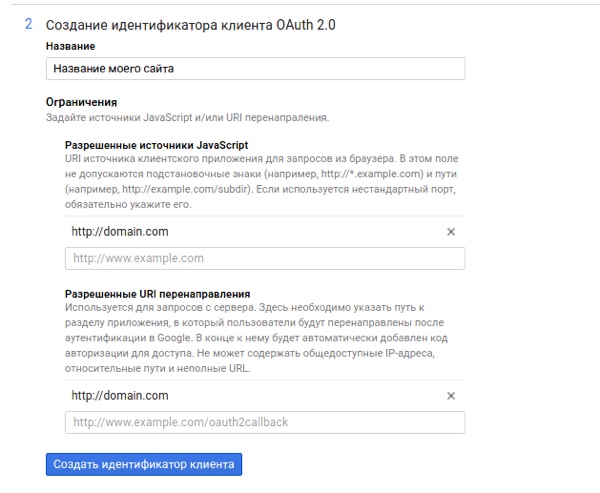 2 Создание идентификатора клиента OAuth 2.0
Название
Название моего сайта
Ограничения
Задайте источники JavaScript и/или URI перенаправления.
Разрешенные источники JavaScript
URI источника клиентского приложения для запросов из браузера. В этом поле
не допускаются подстановочные знаки (например, http://*.example.com) и пути
(например, http://example.com/subdir). Если используется нестандартный порт,
обязательно укажите его.
http://domain.com ×
http://www.example.com
Разрешенные URI перенаправления
Используется для запросов с сервера. Здесь необходимо указать путь к
разделу приложения, в который пользователи будут перенаправлены после
аутентификации в Google. В конце к нему будет автоматически добавлен код
авторизации для доступа. Не может содержать общедоступные IP-адреса,
относительные пути и неполные URL.
http://domain.com ×
http://www.example.com/oauth2callback
Создать идентификатор клиента